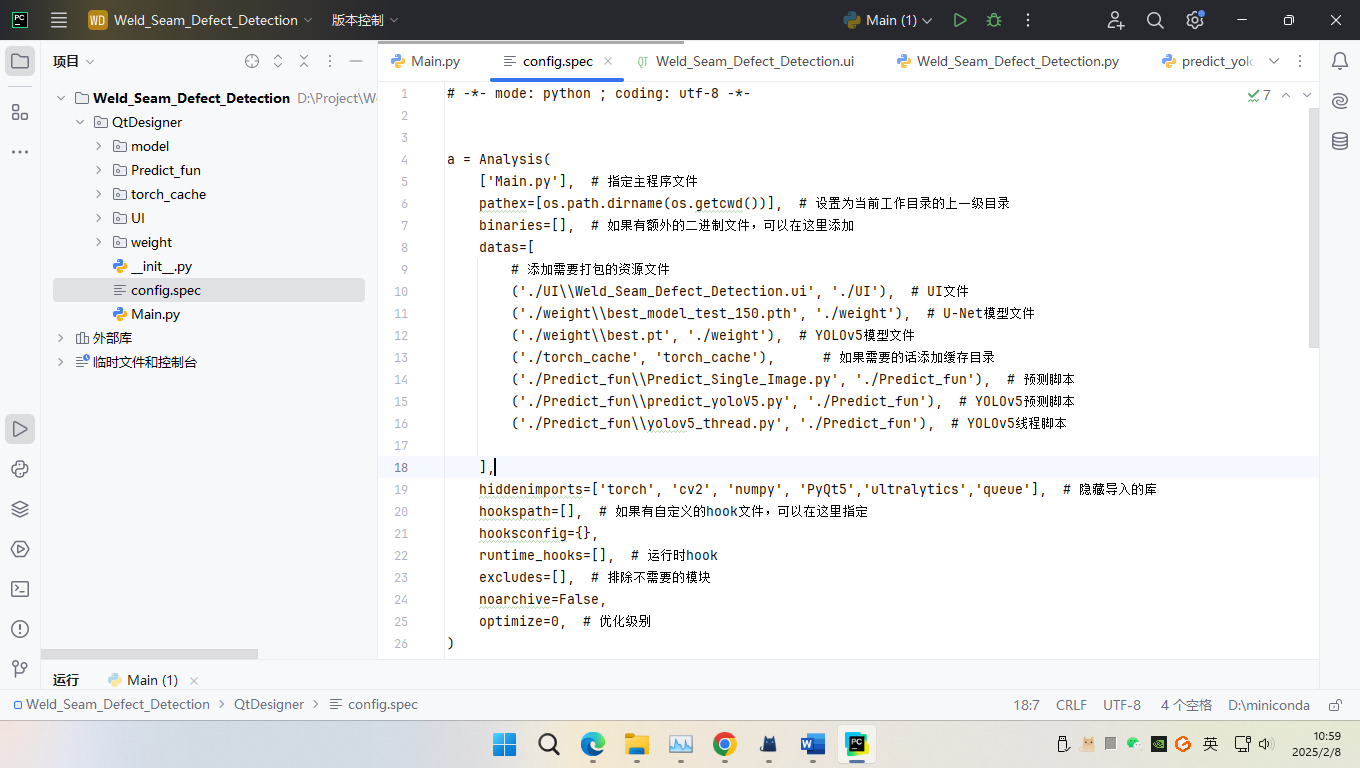 PC
WD Weld_Seam_Defect_Detection 版本控制 Main (1)
项目
Main.py config.spec QT Weld_Seam_Defect_Detection.ui Weld_Seam_Defect_Detection.py predict_yolo
Weld_Seam_Defect_Detection D:\Project\W
QtDesigner
model
Predict_fun
torch_cache
UI
weight
__init__.py
config.spec
Main.py
外部库
临时文件和控制台
7
1 # -*- mode: python ; coding: utf-8 -*-
2
3
4 a = Analysis(
5 ['Main.py'],  # 指定主程序文件
6 pathex=[os.path.dirname(os.getcwd())],  # 设置为当前工作目录的上一级目录
7 binaries=[],  # 如果有额外的二进制文件，可以在这里添加
8 datas=[
9 # 添加需要打包的资源文件
10 ('./UI\\Weld_Seam_Defect_Detection.ui', './UI'),  # UI文件
11 ('./weight\\best_model_test_150.pth', './weight'),  # U-Net模型文件
12 ('./weight\\best.pt', './weight'),  # YOLOv5模型文件
13 ('./torch_cache', 'torch_cache'),      # 如果需要的话添加缓存目录
14 ('./Predict_fun\\Predict_Single_Image.py', './Predict_fun'),  # 预测脚本
15 ('./Predict_fun\\predict_yoloV5.py', './Predict_fun'),  # YOLOv5预测脚本
16 ('./Predict_fun\\yolov5_thread.py', './Predict_fun'),  # YOLOv5线程脚本
17
18 ],
19 hiddenimports=['torch', 'cv2', 'numpy', 'PyQt5','ultralytics','queue'],  # 隐藏导入的库
20 hookspath=[],  # 如果有自定义的hook文件，可以在这里指定
21 hooksconfig={},
22 runtime_hooks=[],  # 运行时hook
23 excludes=[],  # 排除不需要的模块
24 noarchive=False,
25 optimize=0,  # 优化级别
26 )
运行 Main (1)
Weld_Seam_Defect_Detection > QtDesigner > config.spec 18:7 CRLF UTF-8 4 个空格 D:\miniconda
W PC 英 10:59
2025/2/8